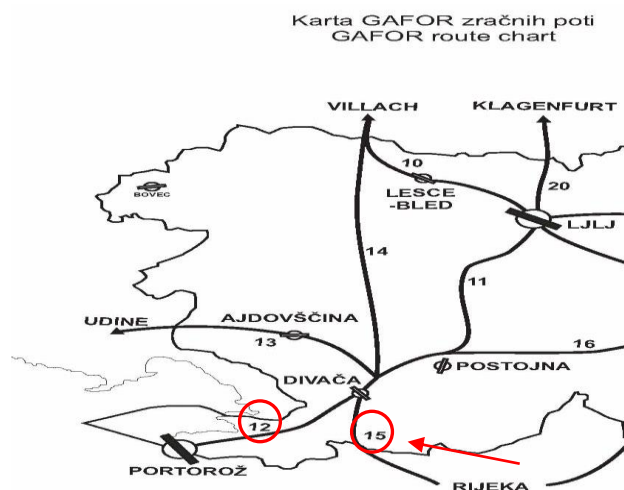 Karta GAFOR zračnih poti
GAFOR route chart
VILLACH
KLAGENFURT
10
BOVEC
LESCE
-BLED
20
LJLJ
14
11
AJDOVŠČINA
UDINE
13
16
POSTOJNA
DIVAČA
12
15
PORTOROŽ
RIJEKA